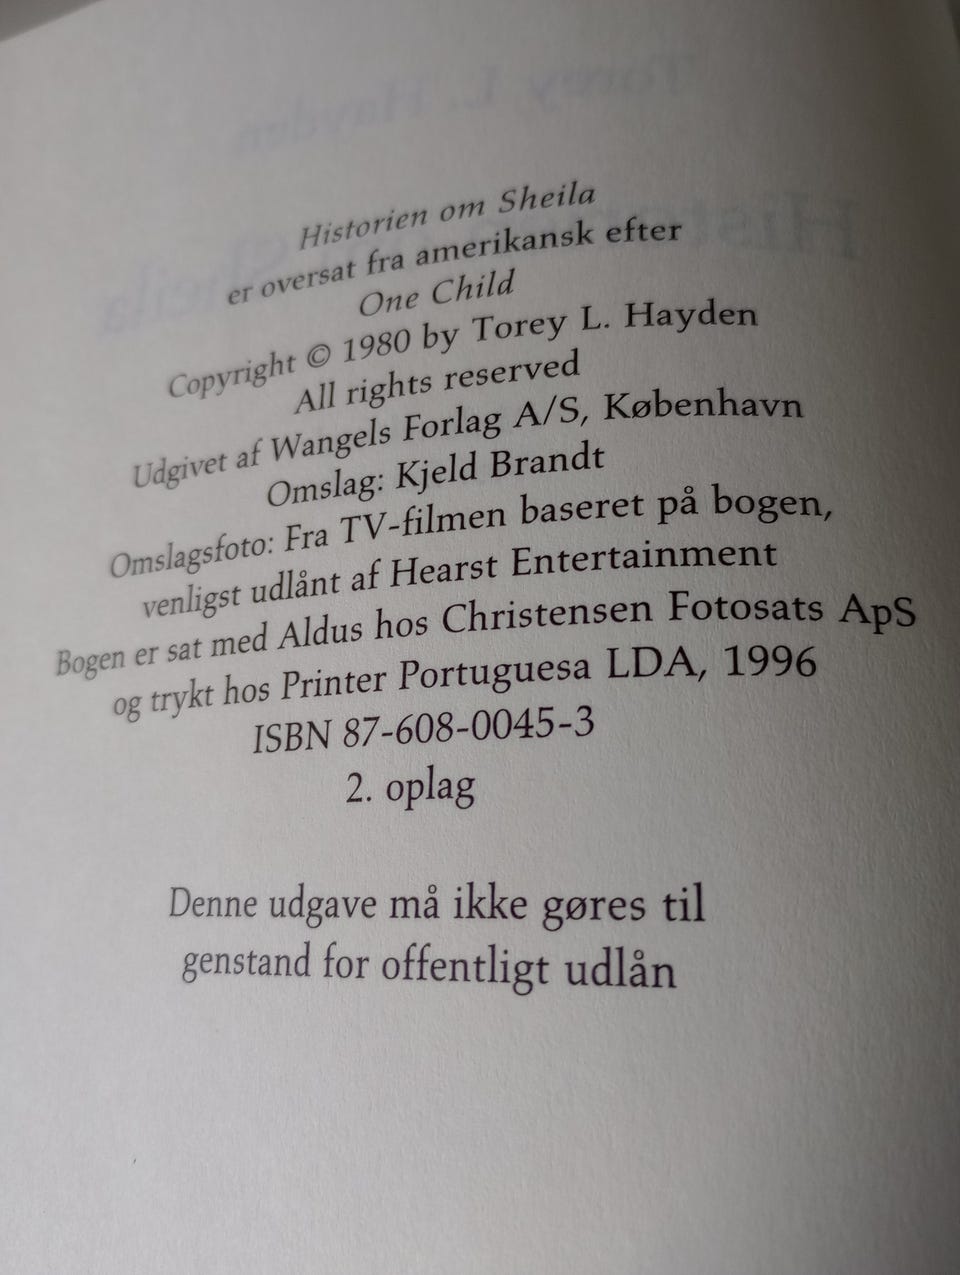 Historien om Sheila
er oversat fra amerikansk efter
One Child
Copyright © 1980 by Torey L. Hayden
All rights reserved
Udgivet af Wangels Forlag A/S, København
Omslag: Kjeld Brandt
Omslagsfoto: Fra TV-filmen baseret på bogen,
venligst udlånt af Hearst Entertainment
Bogen er sat med Aldus hos Christensen Fotosats ApS
og trykt hos Printer Portuguesa LDA, 1996
ISBN 87-608-0045-3
2. oplag
Denne udgave må ikke gøres til
genstand for offentligt udlån